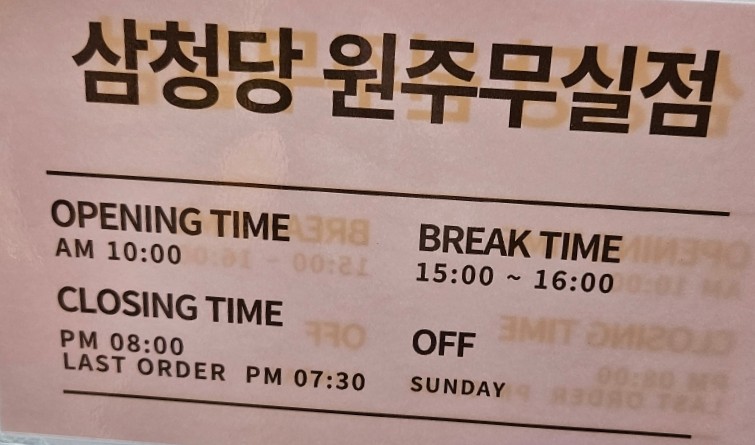 삼청당 원주무실점
OPENING TIME
AM 10:00
BREAK TIME
15:00 ~ 16:00
CLOSING TIME
PM 08:00
LAST ORDER PM 07:30
OFF
SUNDAY